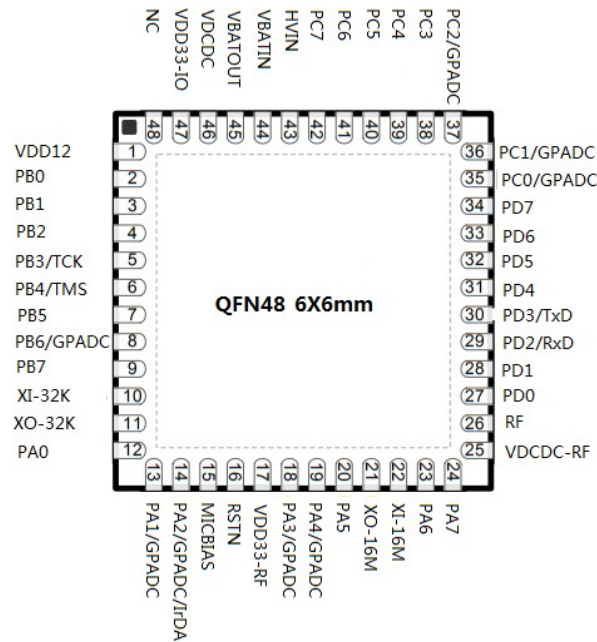 NC
VDD33-IO
VDCDC
VBATOUT
VBATIN
HVIN
PC7
PC6
PC5
PC4
PC3
PC2/GPADC
48
47
46
45
44
43
42
41
40
39
38
37
VDD12 1
PB0 2
PB1 3
PB2 4
PB3/TCK 5
PB4/TMS 6
PB5 7
PB6/GPADC 8
PB7 9
XI-32K 10
XO-32K 11
PA0 12
QFN48 6X6mm
36 PC1/GPADC
35 PC0/GPADC
34 PD7
33 PD6
32 PD5
31 PD4
30 PD3/TxD
29 PD2/RxD
28 PD1
27 PD0
26 RF
25 VDCDC-RF
13
14
15
16
17
18
19
20
21
22
23
24
PA1/GPADC
PA2/GPADC/IrDA
MICBIAS
RSTN
VDD33-RF
PA3/GPADC
PA4/GPADC
PA5
XO-16M
XI-16M
PA6
PA7